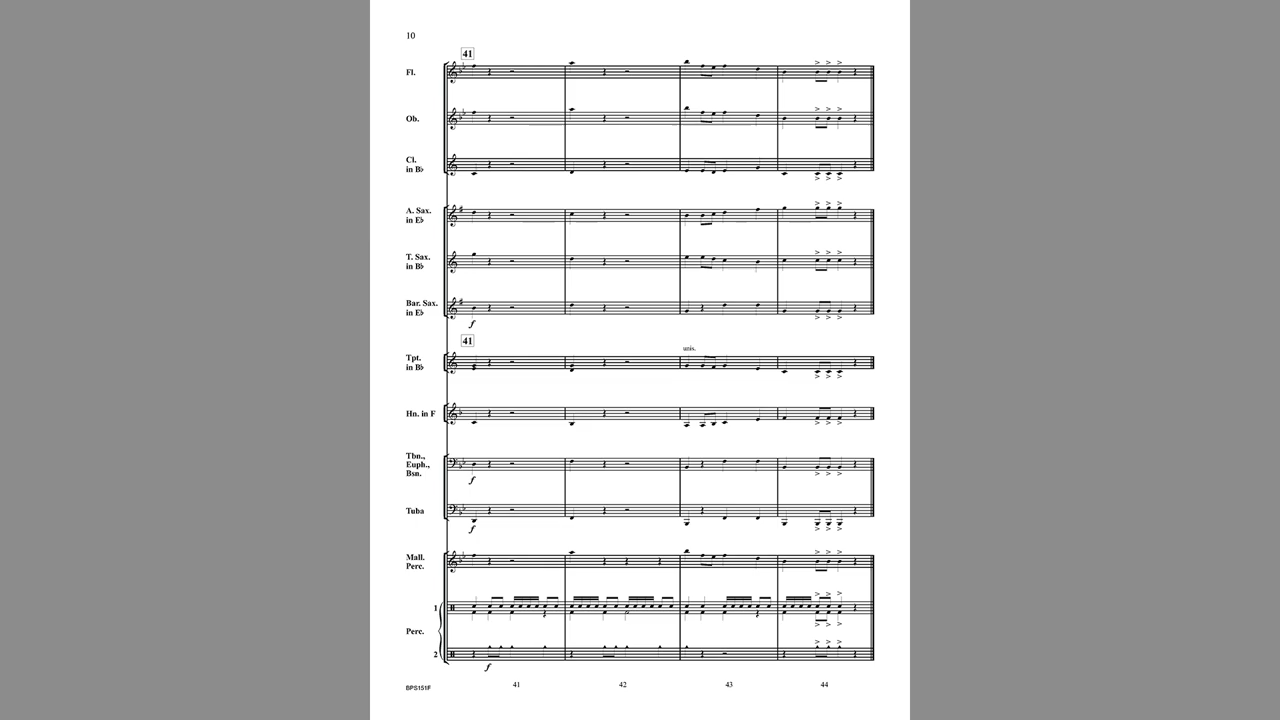 10
41
Fl.
Ob.
Cl.
in B♭
A. Sax.
in E♭
T. Sax.
in B♭
Bar. Sax.
in E♭
f
41
Tpt.
in B♭
unis.
Hn. in F
Tbn.,
Euph.,
Bsn.
f
Tuba
f
Mall.
Perc.
1
Perc.
2
f
BPS151F
41 42 43 44